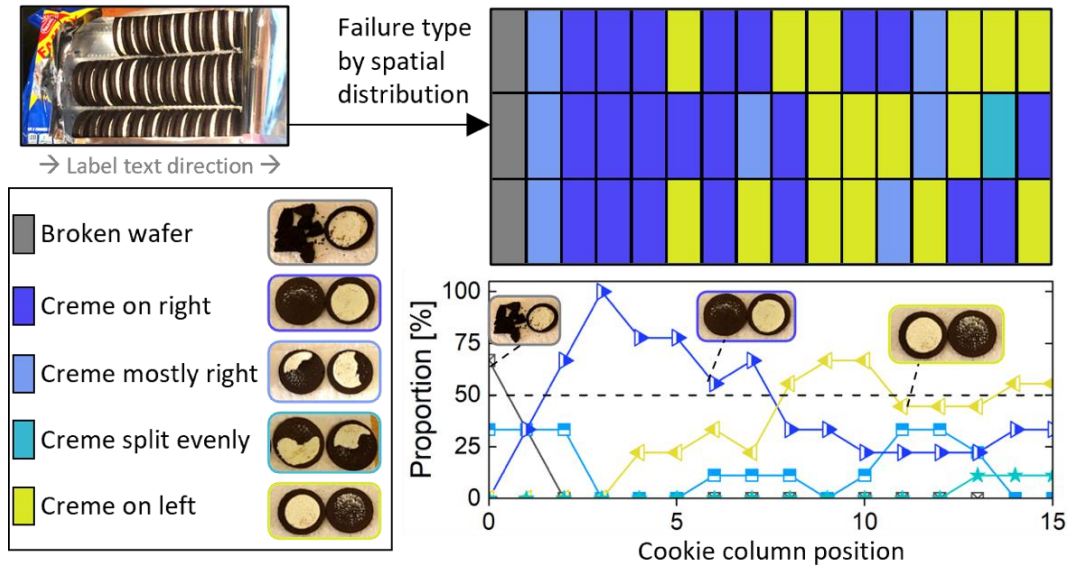 Failure type
by spatial
distribution
→ Label text direction →
Broken wafer
Creme on right
Creme mostly right
Creme split evenly
Creme on left
Proportion [%]
100
75
50
25
0
0
5
10
15
Cookie column position